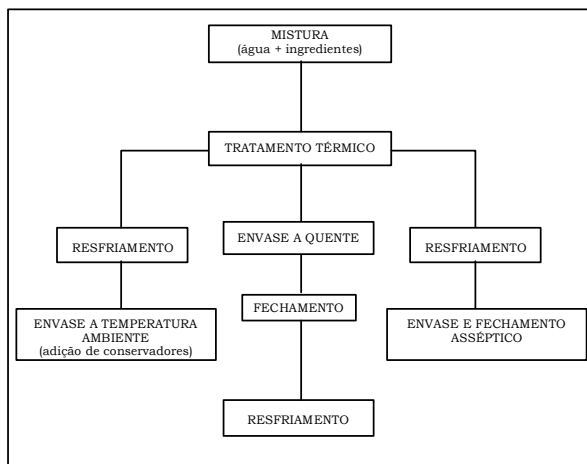 MISTURA
(água + ingredientes)
TRATAMENTO TÉRMICO
RESFRIAMENTO
ENVASE A QUENTE
RESFRIAMENTO
ENVASE A TEMPERATURA
AMBIENTE
(adição de conservadores)
FECHAMENTO
ENVASE E FECHAMENTO
ASSÉPTICO
RESFRIAMENTO